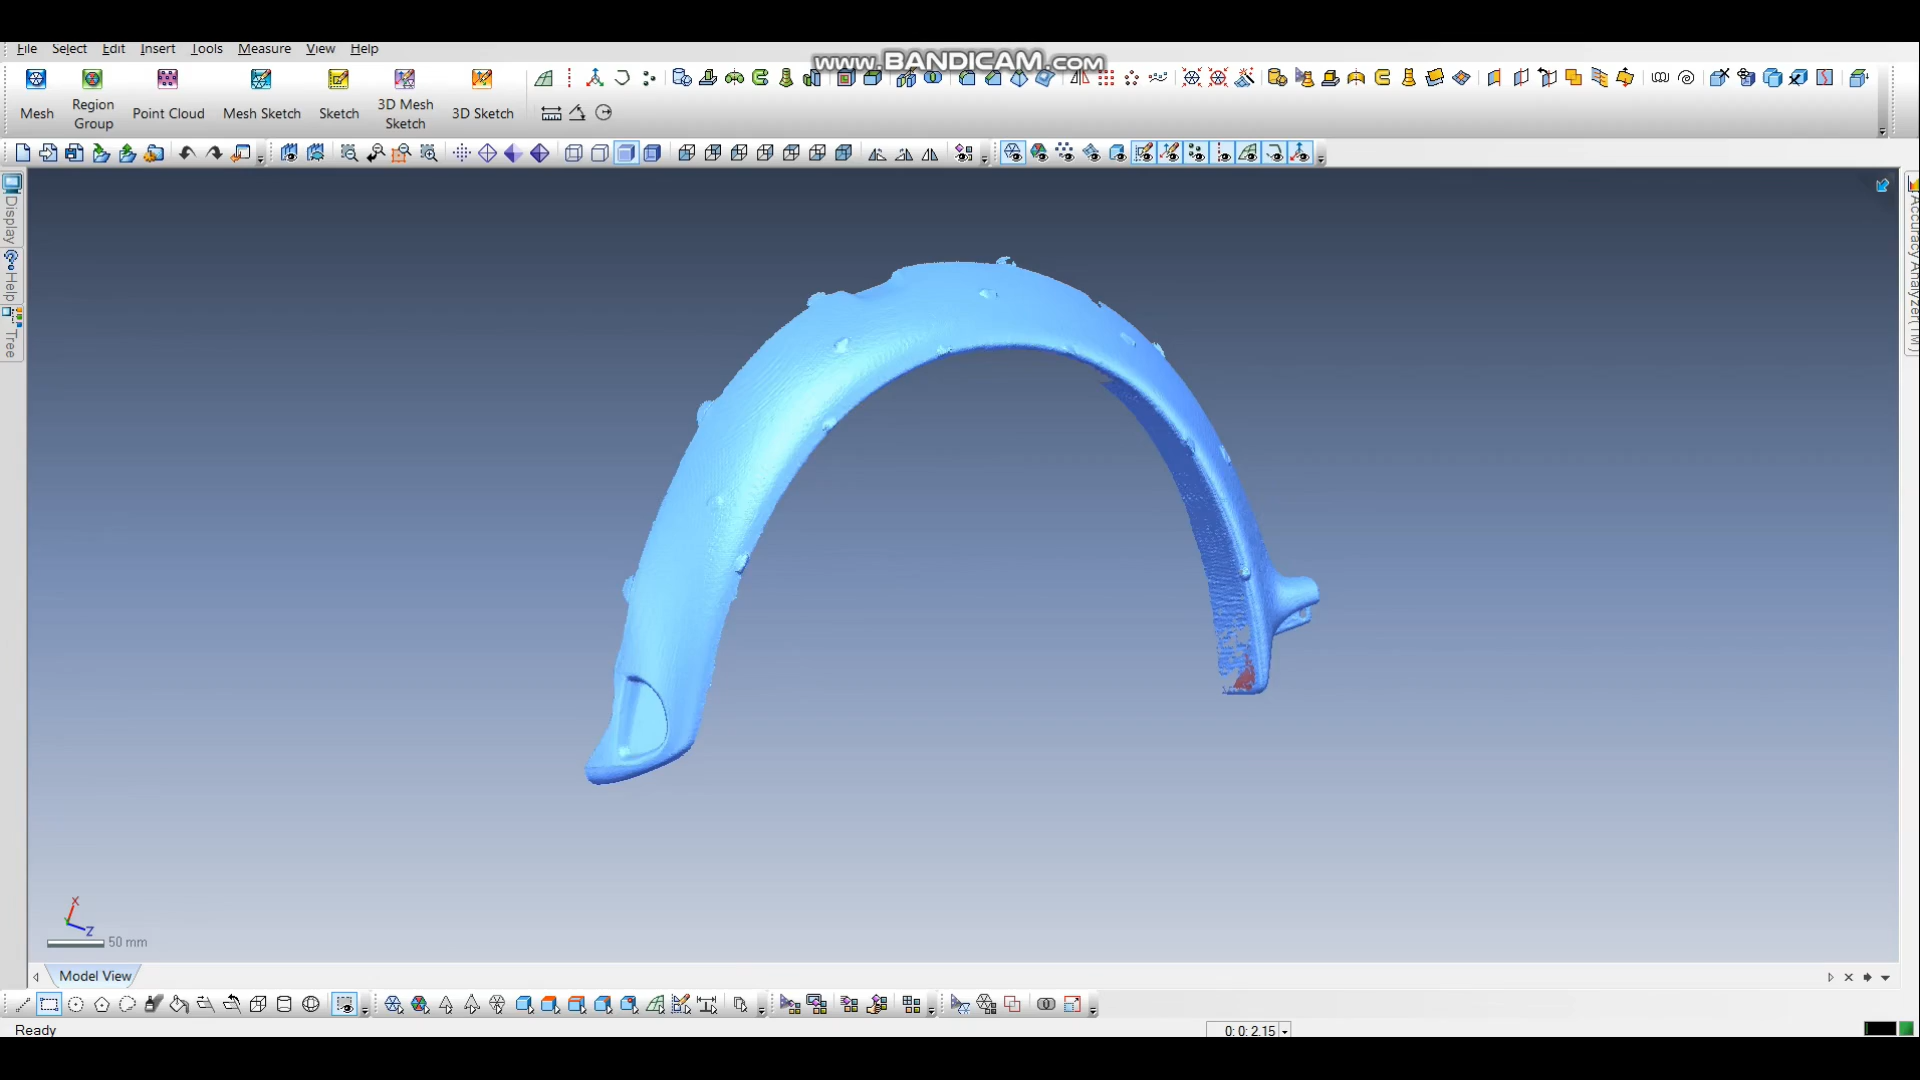 www.BANDICAM.com
File Select Edit Insert Tools Measure View Help
Mesh
Region Group
Point Cloud
Mesh Sketch
Sketch
3D Mesh Sketch
3D Sketch
Display
Help
Tree
Accuracy Analyzer(TM)
X
Z
50 mm
Model View
Ready
0: 0: 2.15